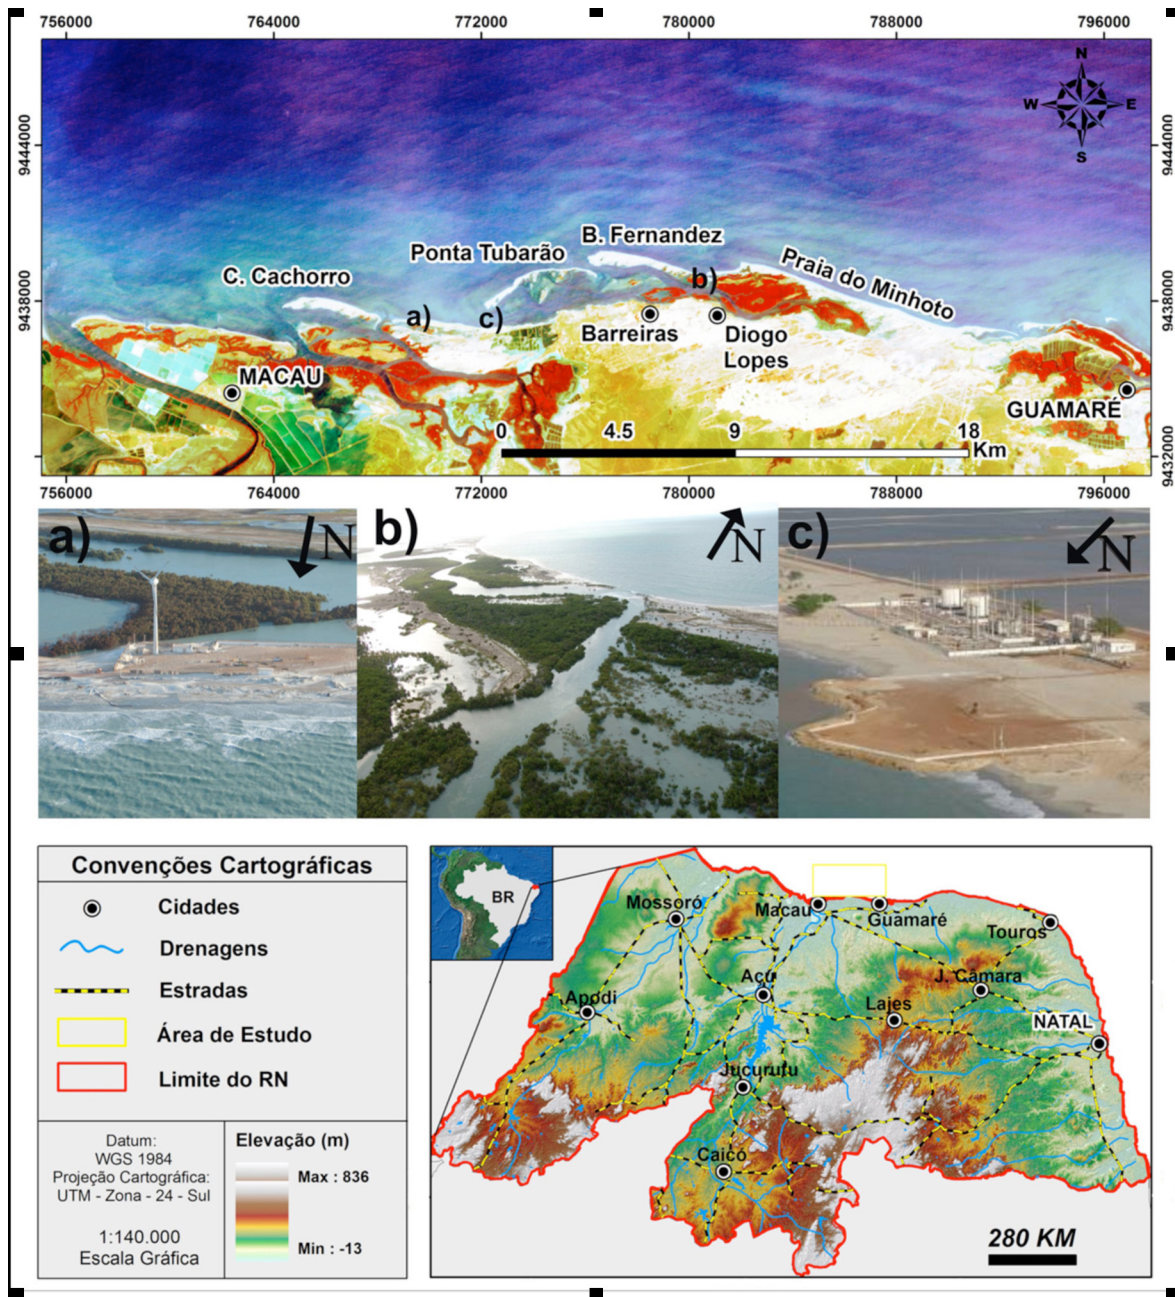 756000 764000 772000 780000 788000 796000
N
W E
S
9444000 9444000
B. Fernandez
Ponta Tubarão
Praia do Minhoto
C. Cachorro
b)
9438000 9438000
a) c)
Barreiras Diogo
Lopes
MACAU
GUAMARÉ
0 4.5 9 18
Km
9432000 9432000
756000 764000 772000 780000 788000 796000
a) N
b) N
c) N
Convenções Cartográficas
Cidades
Drenagens
Estradas
Área de Estudo
Limite do RN
Datum:
WGS 1984
Projeção Cartográfica:
UTM - Zona - 24 - Sul
1:140.000
Escala Gráfica
Elevação (m)
Max : 836
Min : -13
BR
Mossoró
Macau
Guamaré
Touros
Açu
J. Câmara
Apodi
Lajes
NATAL
Jucurutu
Caicó
280 KM